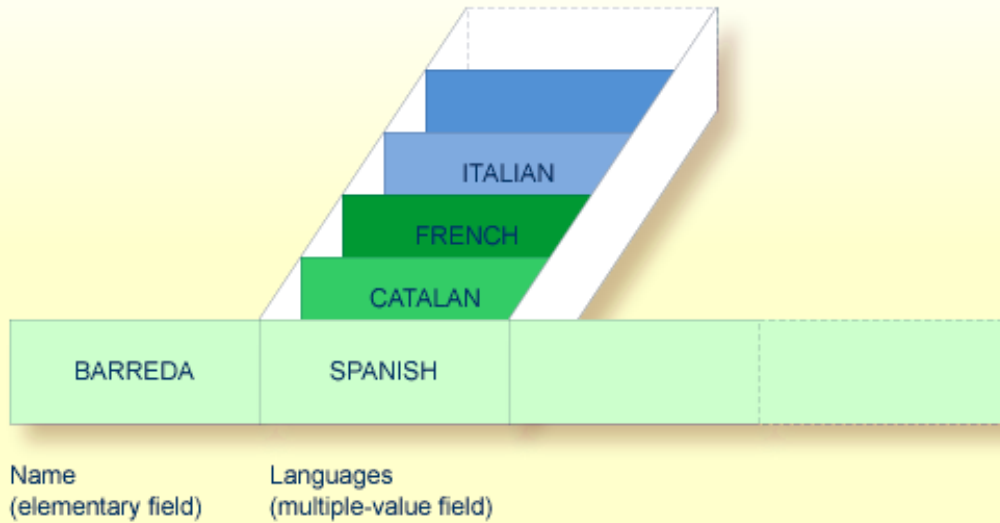 ITALIAN
FRENCH
CATALAN
BARREDA SPANISH
Name Languages
(elementary field) (multiple-value field)